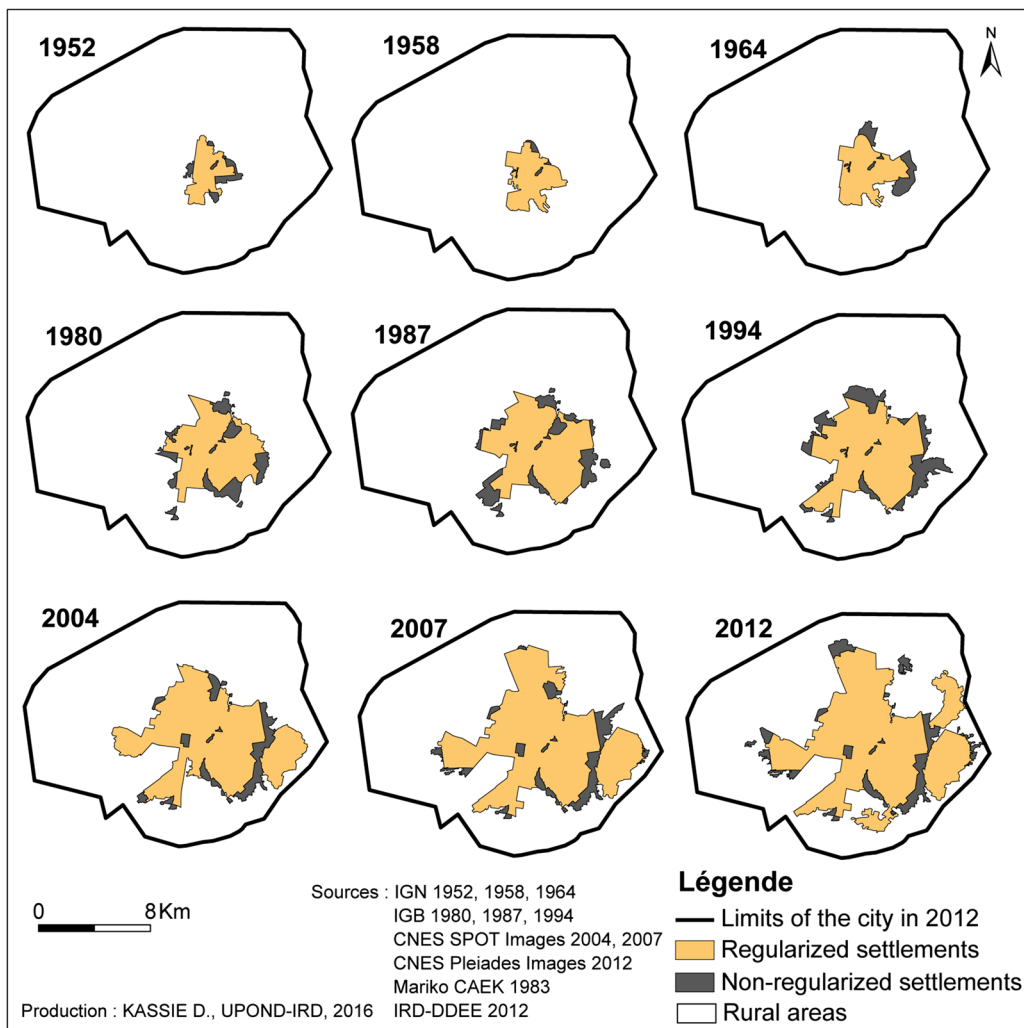 1952
1958
1964
N
1980
1987
1994
2004
2007
2012
0 8 Km
Sources : IGN 1952, 1958, 1964
IGB 1980, 1987, 1994
CNES SPOT Images 2004, 2007
CNES Pleiades Images 2012
Mariko CAEK 1983
IRD-DDEE 2012
Production : KASSIE D., UPOND-IRD, 2016
Légende
Limits of the city in 2012
Regularized settlements
Non-regularized settlements
Rural areas